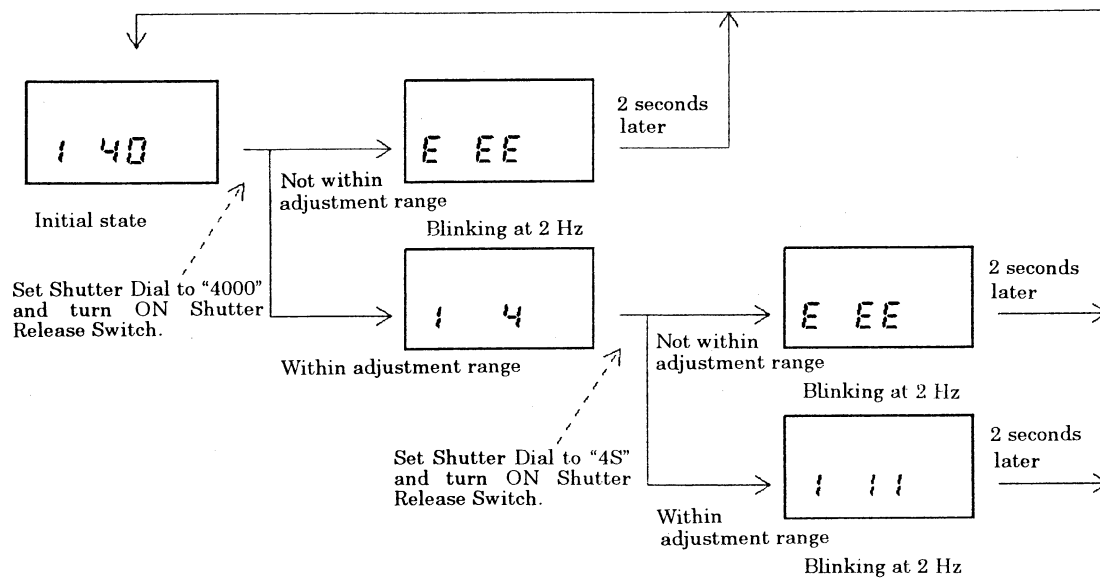 1 40
Initial state
Set Shutter Dial to “4000”
and turn ON Shutter
Release Switch.
Not within
adjustment range
E EE
Blinking at 2 Hz
2 seconds
later
Within adjustment range
1 4
Set Shutter Dial to “4S”
and turn ON Shutter
Release Switch.
Not within
adjustment range
E EE
Blinking at 2 Hz
2 seconds
later
Within
adjustment range
1 11
Blinking at 2 Hz
2 seconds
later